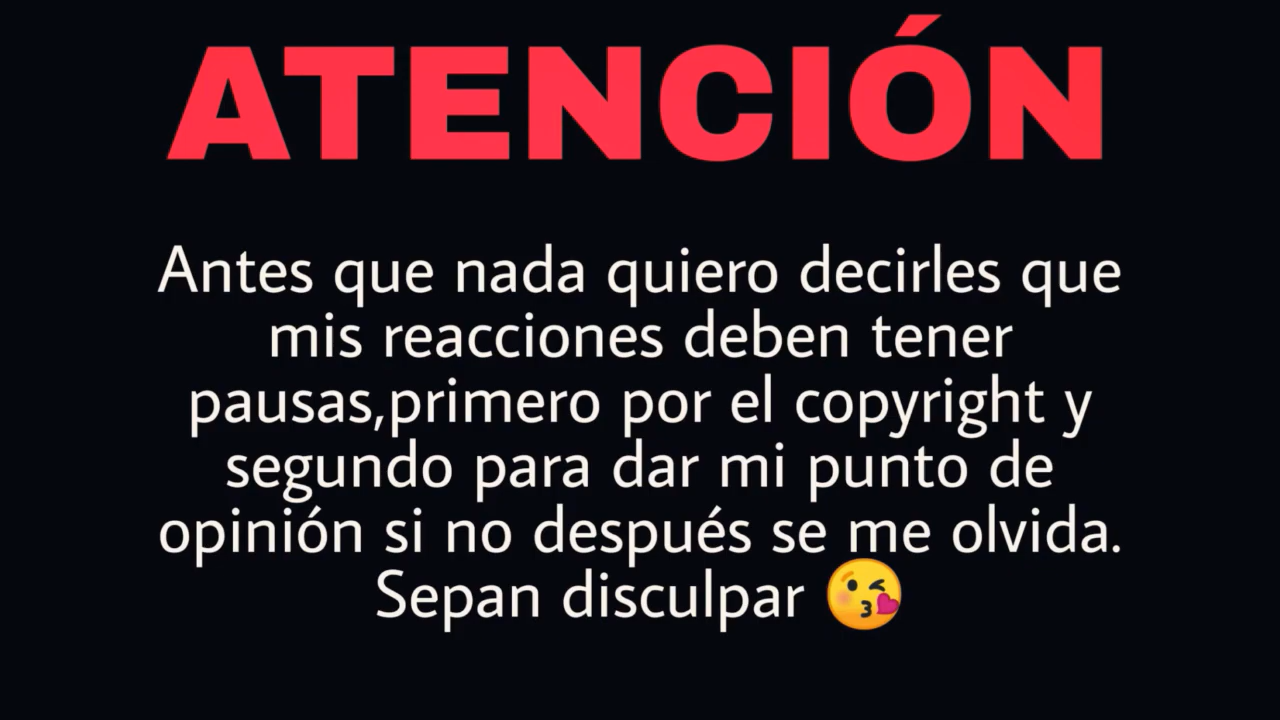 ATENCIÓN
Antes que nada quiero decirles que
mis reacciones deben tener
pausas,primero por el copyright y
segundo para dar mi punto de
opinión si no después se me olvida.
Sepan disculpar 😘